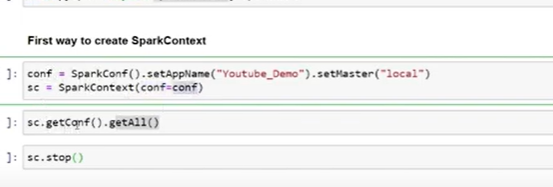 First way to create SparkContext
]: conf = SparkConf().setAppName("Youtube_Demo").setMaster("local")
sc = SparkContext(conf=conf)
]: sc.getConf().getAll()
]: sc.stop()